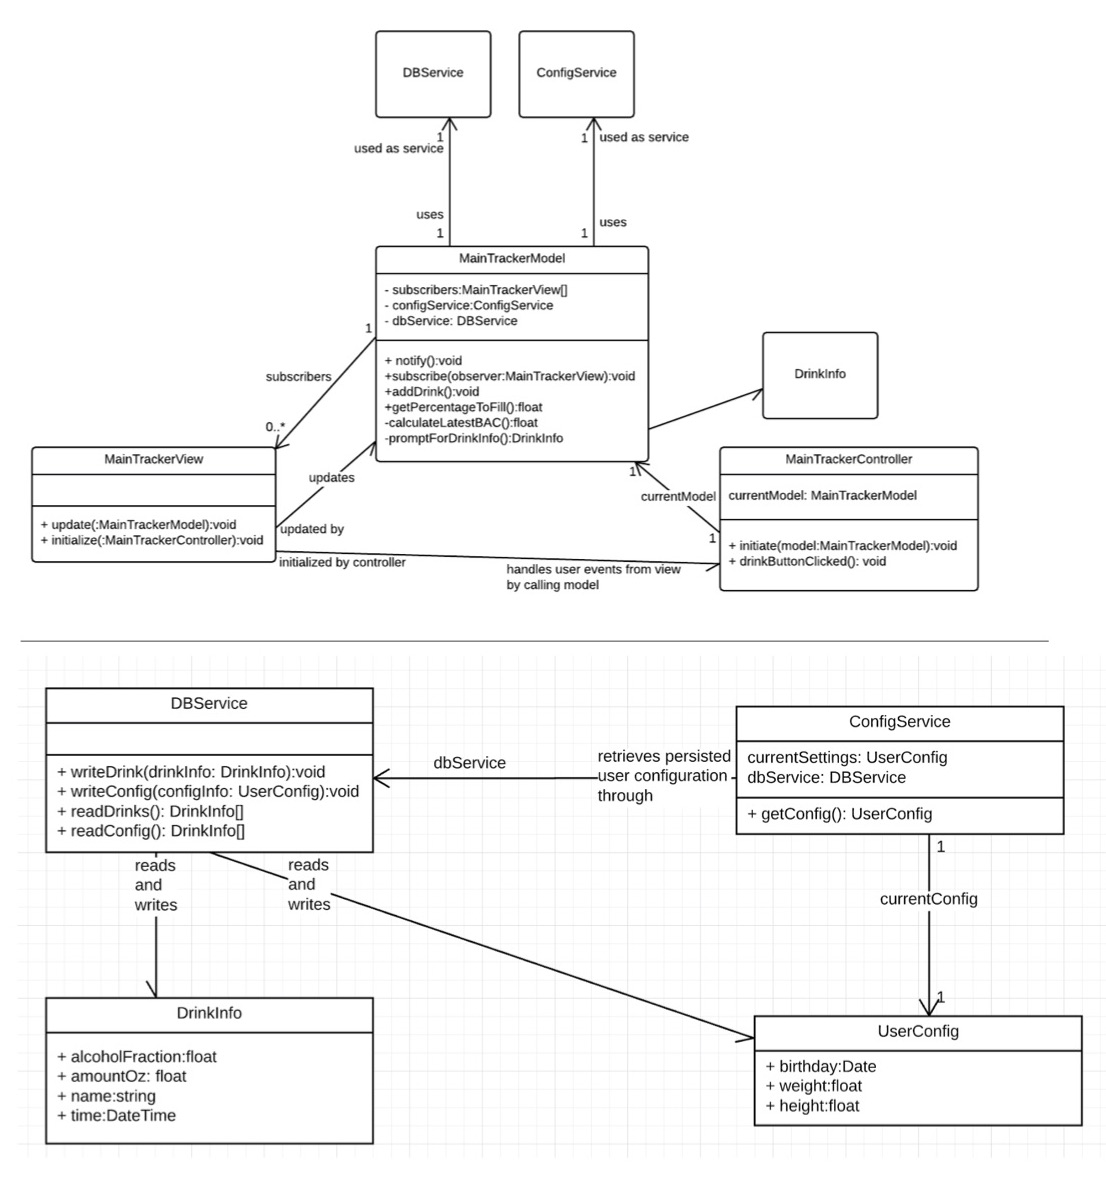 DBService
ConfigService
1
used as service
1
used as service
uses
1
uses
1
MainTrackerModel
- subscribers:MainTrackerView[]
- configService:ConfigService
- dbService: DBService
+ notify():void
+subscribe(observer:MainTrackerView):void
+addDrink():void
+getPercentageToFill():float
-calculateLatestBAC():float
-promptForDrinkInfo():DrinkInfo
1
subscribers
0..*
DrinkInfo
MainTrackerView
+ update(:MainTrackerModel):void
+ initialize(:MainTrackerController):void
updates
updated by
initialized by controller
handles user events from view
by calling model
1
currentModel
1
MainTrackerController
currentModel: MainTrackerModel
+ initiate(model:MainTrackerModel):void
+ drinkButtonClicked(): void
DBService
+ writeDrink(drinkInfo: DrinkInfo):void
+ writeConfig(configInfo: UserConfig):void
+ readDrinks(): DrinkInfo[]
+ readConfig(): DrinkInfo[]
dbService
retrieves persisted
user configuration
through
ConfigService
currentSettings: UserConfig
dbService: DBService
+ getConfig(): UserConfig
reads
and
writes
reads
and
writes
1
currentConfig
1
DrinkInfo
+ alcoholFraction:float
+ amountOz: float
+ name:string
+ time:DateTime
UserConfig
+ birthday:Date
+ weight:float
+ height:float